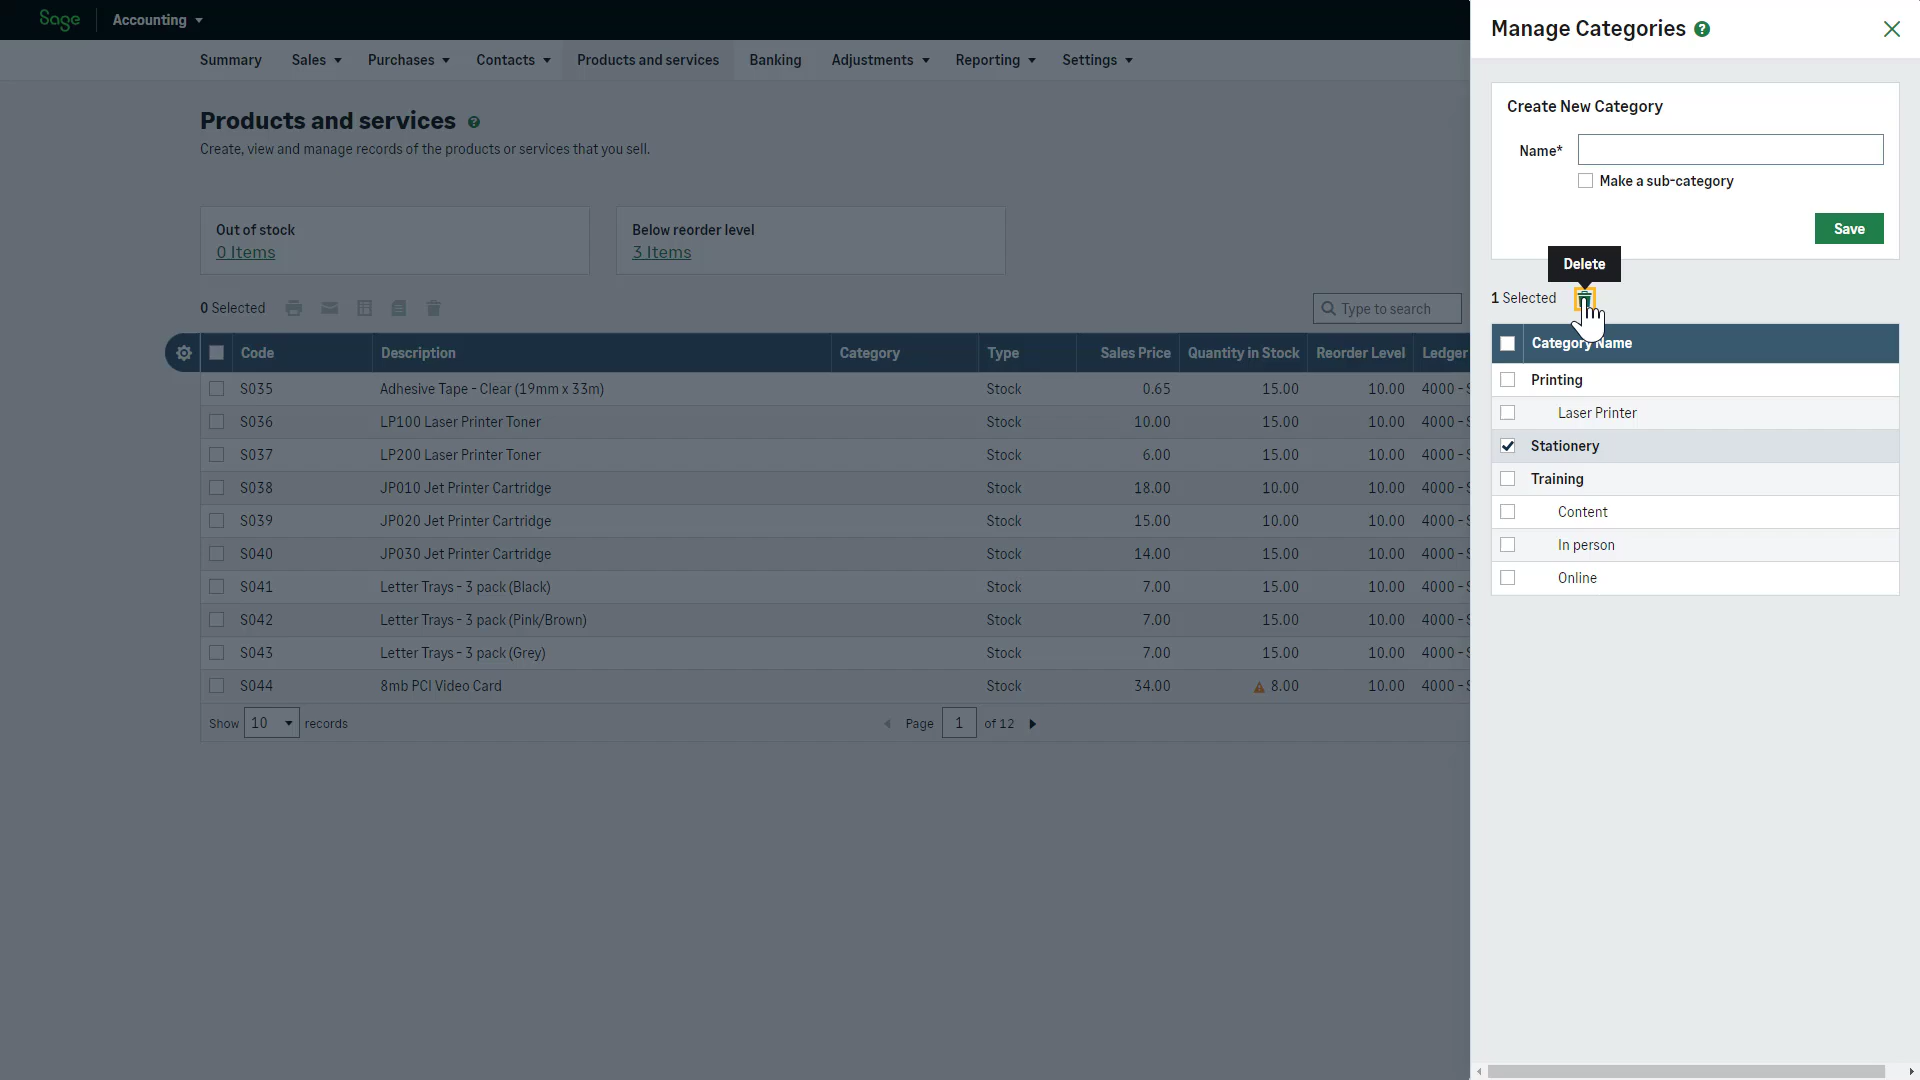 Sage
Accounting
Summary Sales Purchases Contacts Products and services Banking Adjustments Reporting Settings
Products and services
Create, view and manage records of the products or services that you sell.
Out of stock
0 Items
Below reorder level
3 Items
0 Selected
Type to search
Code Description Category Type Sales Price Quantity in Stock Reorder Level Ledger
S035 Adhesive Tape - Clear (19mm x 33m) Stock 0.65 15.00 10.00 4000 - S
S036 LP100 Laser Printer Toner Stock 10.00 15.00 10.00 4000 - S
S037 LP200 Laser Printer Toner Stock 6.00 15.00 10.00 4000 - S
S038 JP010 Jet Printer Cartridge Stock 18.00 10.00 10.00 4000 - S
S039 JP020 Jet Printer Cartridge Stock 15.00 10.00 10.00 4000 - S
S040 JP030 Jet Printer Cartridge Stock 14.00 15.00 10.00 4000 - S
S041 Letter Trays - 3 pack (Black) Stock 7.00 15.00 10.00 4000 - S
S042 Letter Trays - 3 pack (Pink/Brown) Stock 7.00 15.00 10.00 4000 - S
S043 Letter Trays - 3 pack (Grey) Stock 7.00 15.00 10.00 4000 - S
S044 8mb PCI Video Card Stock 34.00 8.00 10.00 4000 - S
Show 10 records
Page 1 of 12
Manage Categories ?
Create New Category
Name*
Make a sub-category
Save
Delete
1 Selected
Category Name
Printing
Laser Printer
Stationery
Training
Content
In person
Online